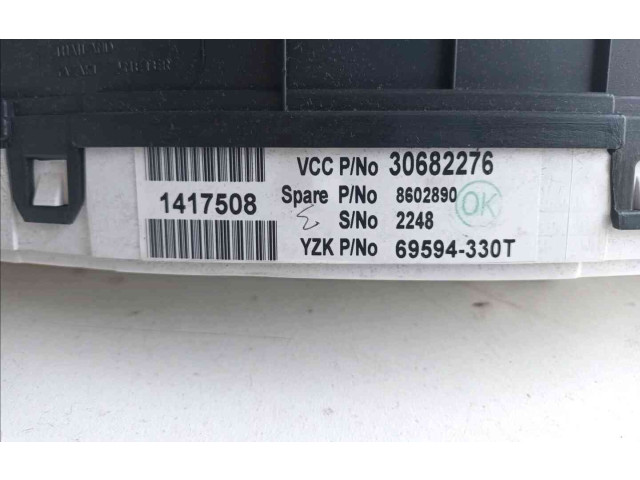 1417508
VCC P/No 30682276
Spare P/No 8602890
S/No 2248
YZK P/No 69594-330T
OK